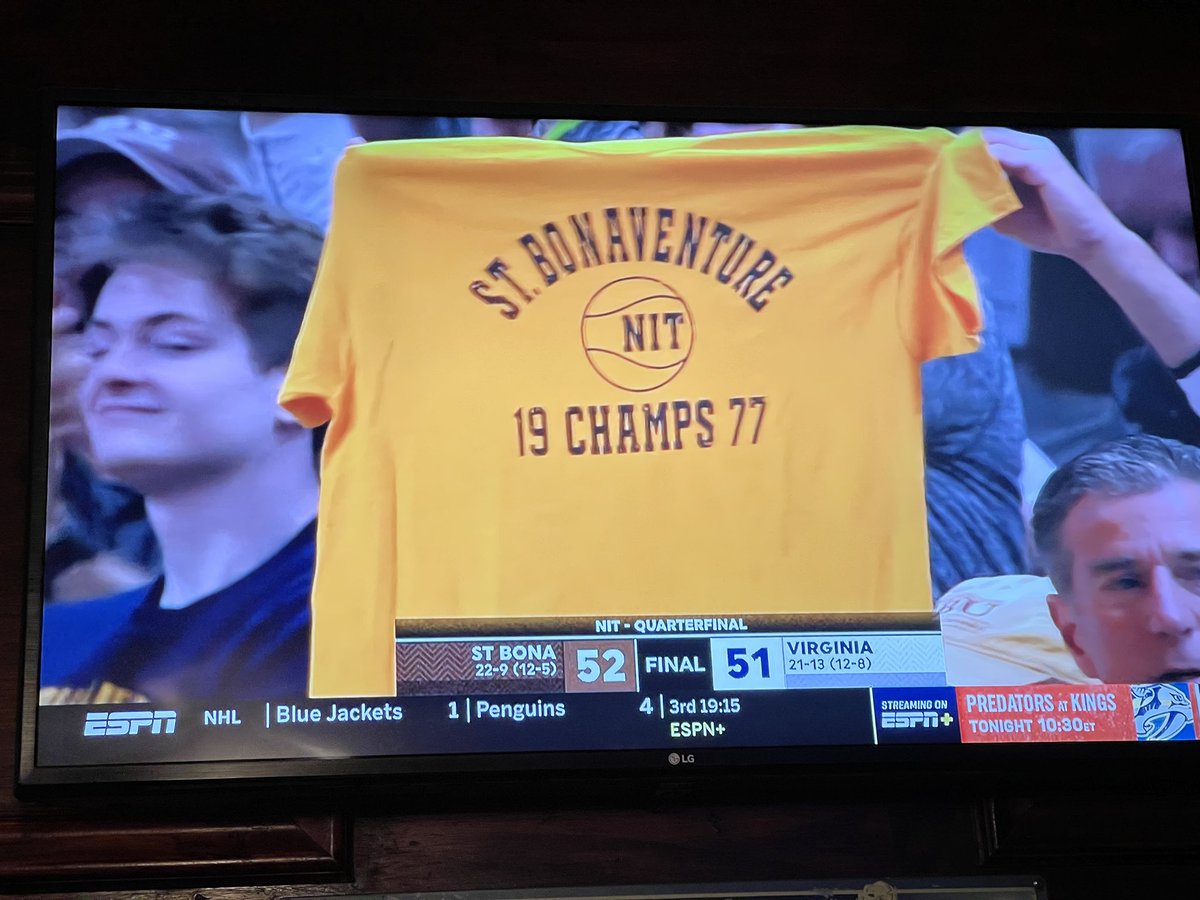 ST. BONAVENTURE
NIT
19 CHAMPS 77
NIT - QUARTERFINAL
ST BONA
22-9 (12-5)
52
FINAL
51
VIRGINIA
21-13 (12-8)
ESPN
NHL
Blue Jackets 1
Penguins 4
3rd 19:15
ESPN+
STREAMING ON
ESPN+
PREDATORS AT KINGS
TONIGHT 10:30ET
LG